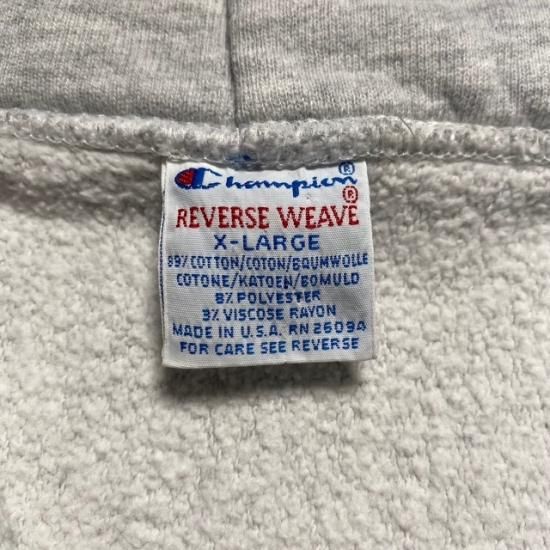 Champion®
REVERSE WEAVE®
X-LARGE
89% COTTON/COTON/BAUMWOLLE
COTONE/KATOEN/BOMULD
8% POLYESTER
3% VISCOSE RAYON
MADE IN U.S.A. RN 26094
FOR CARE SEE REVERSE